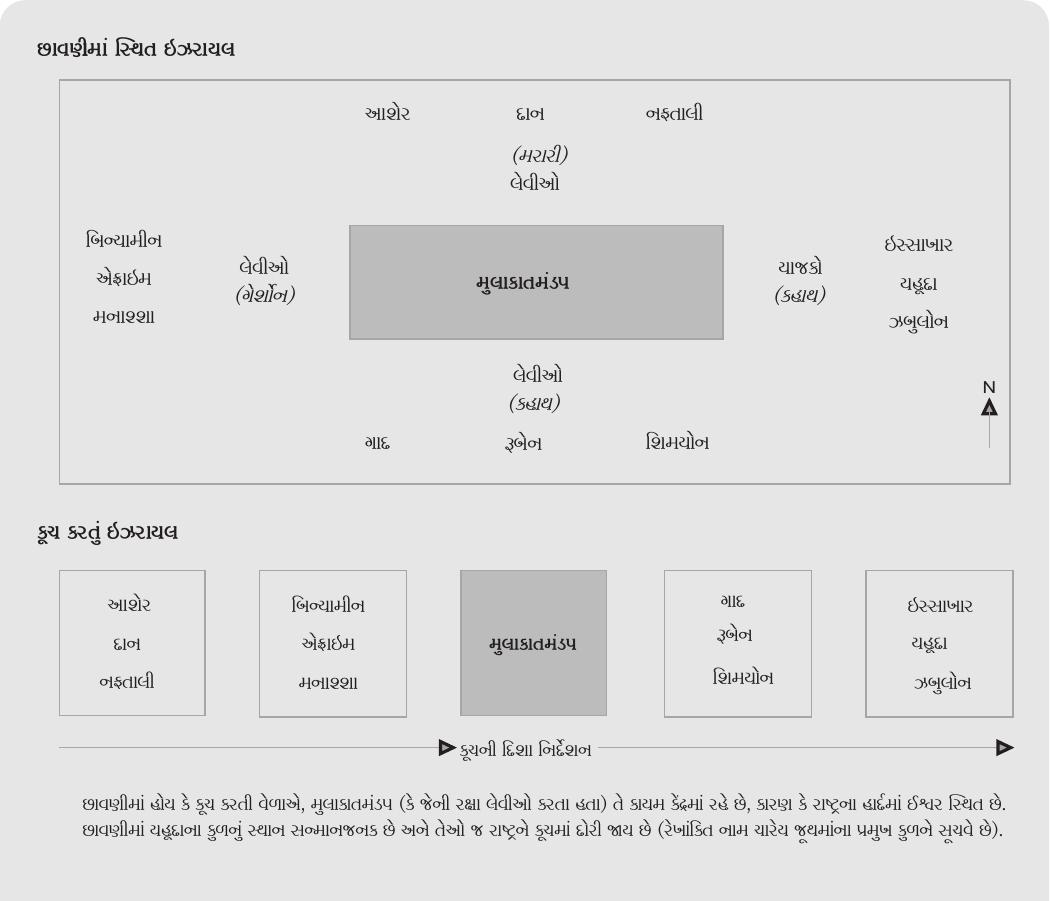 છાવણીમાં સ્થિત ઇઝરાયલ
આશેર દાન નફતાલી
(મરારી)
લેવીઓ
બિન્યામીન
એફ્રાઇમ
મનાશ્શા
લેવીઓ
(ગેર્શોન)
મુલાકાતમંડપ
યાજકો
(કહાથ)
ઇસ્સાખાર
યહૂદા
ઝબુલોન
લેવીઓ
(કહાથ)
N
ગાદ રૂબેન શિમયોન
કૂચ કરતું ઇઝરાયલ
આશેર
દાન
નફતાલી
બિન્યામીન
એફ્રાઇમ
મનાશ્શા
મુલાકાતમંડપ
ગાદ
રૂબેન
શિમયોન
ઇસ્સાખાર
યહૂદા
ઝબુલોન
કૂચની દિશા નિર્દેશન
છાવણીમાં હોય કે કૂચ કરતી વેળાએ, મુલાકાતમંડપ (કે જેની રક્ષા લેવીઓ કરતા હતા) તે કાયમ કેંદ્રમાં રહે છે, કારણ કે રાષ્ટ્રના હાર્દમાં ઈશ્વર સ્થિત છે.
છાવણીમાં યહૂદાના કુળનું સ્થાન સન્માનજનક છે અને તેઓ જ રાષ્ટ્રને કૂચમાં દોરી જાય છે (રેખાંકિત નામ ચારેય જૂથમાંના પ્રમુખ કુળને સૂચવે છે).